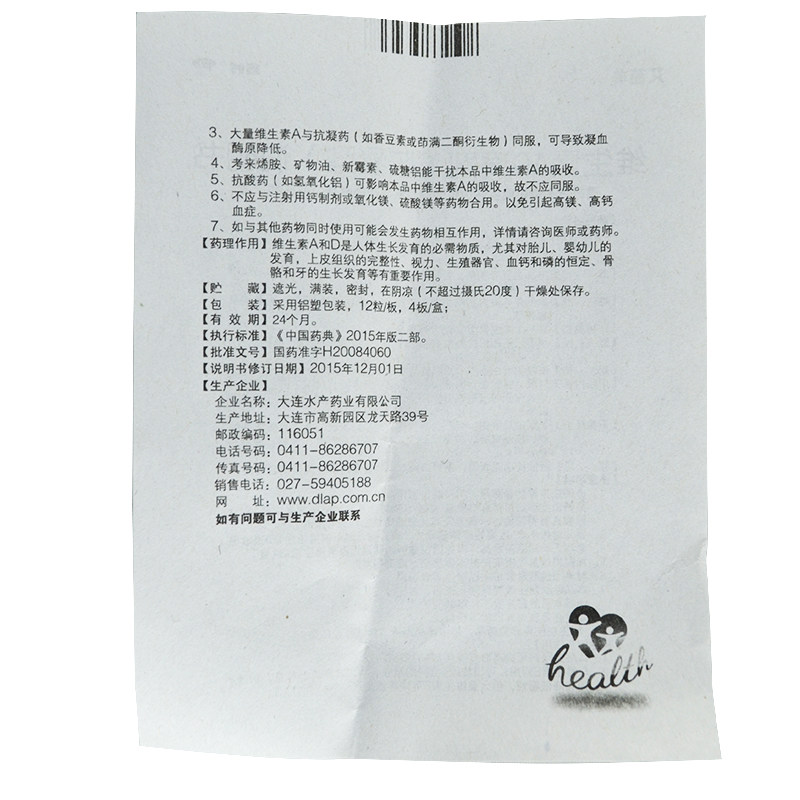 3、大量维生素A与抗凝药（如香豆素或茚满二酮衍生物）同服，可导致凝血
酶原降低。
4、考来烯胺、矿物油、新霉素、硫糖铝能干扰本品中维生素A的吸收。
5、抗酸药（如氢氧化铝）可影响本品中维生素A的吸收，故不应同服。
6、不应与注射用钙制剂或氧化镁、硫酸镁等药物合用。以免引起高镁、高钙
血症。
7、如与其他药物同时使用可能会发生药物相互作用，详情请咨询医师或药师。
【药理作用】维生素A和D是人体生长发育的必需物质，尤其对胎儿、婴幼儿的
发育，上皮组织的完整性、视力、生殖器官、血钙和磷的恒定、骨
骼和牙的生长发育等有重要作用。
【贮 藏】遮光，满装，密封，在阴凉（不超过摄氏20度）干燥处保存。
【包 装】采用铝塑包装，12粒/板，4板/盒；
【有 效 期】24个月。
【执行标准】《中国药典》2015年版二部。
【批准文号】国药准字H20084060
【说明书修订日期】2015年12月01日
【生产企业】
企业名称：大连水产药业有限公司
生产地址：大连市高新园区龙天路39号
邮政编码：116051
电话号码：0411-86286707
传真号码：0411-86286707
销售电话：027-59405188
网 址：www.dlap.com.cn
如有问题可与生产企业联系
health